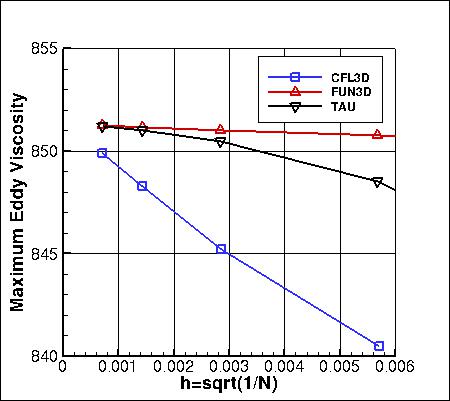 855
CFL3D
FUN3D
TAU
850
845
840
Maximum Eddy Viscosity
0 0.001 0.002 0.003 0.004 0.005 0.006
h=sqrt(1/N)